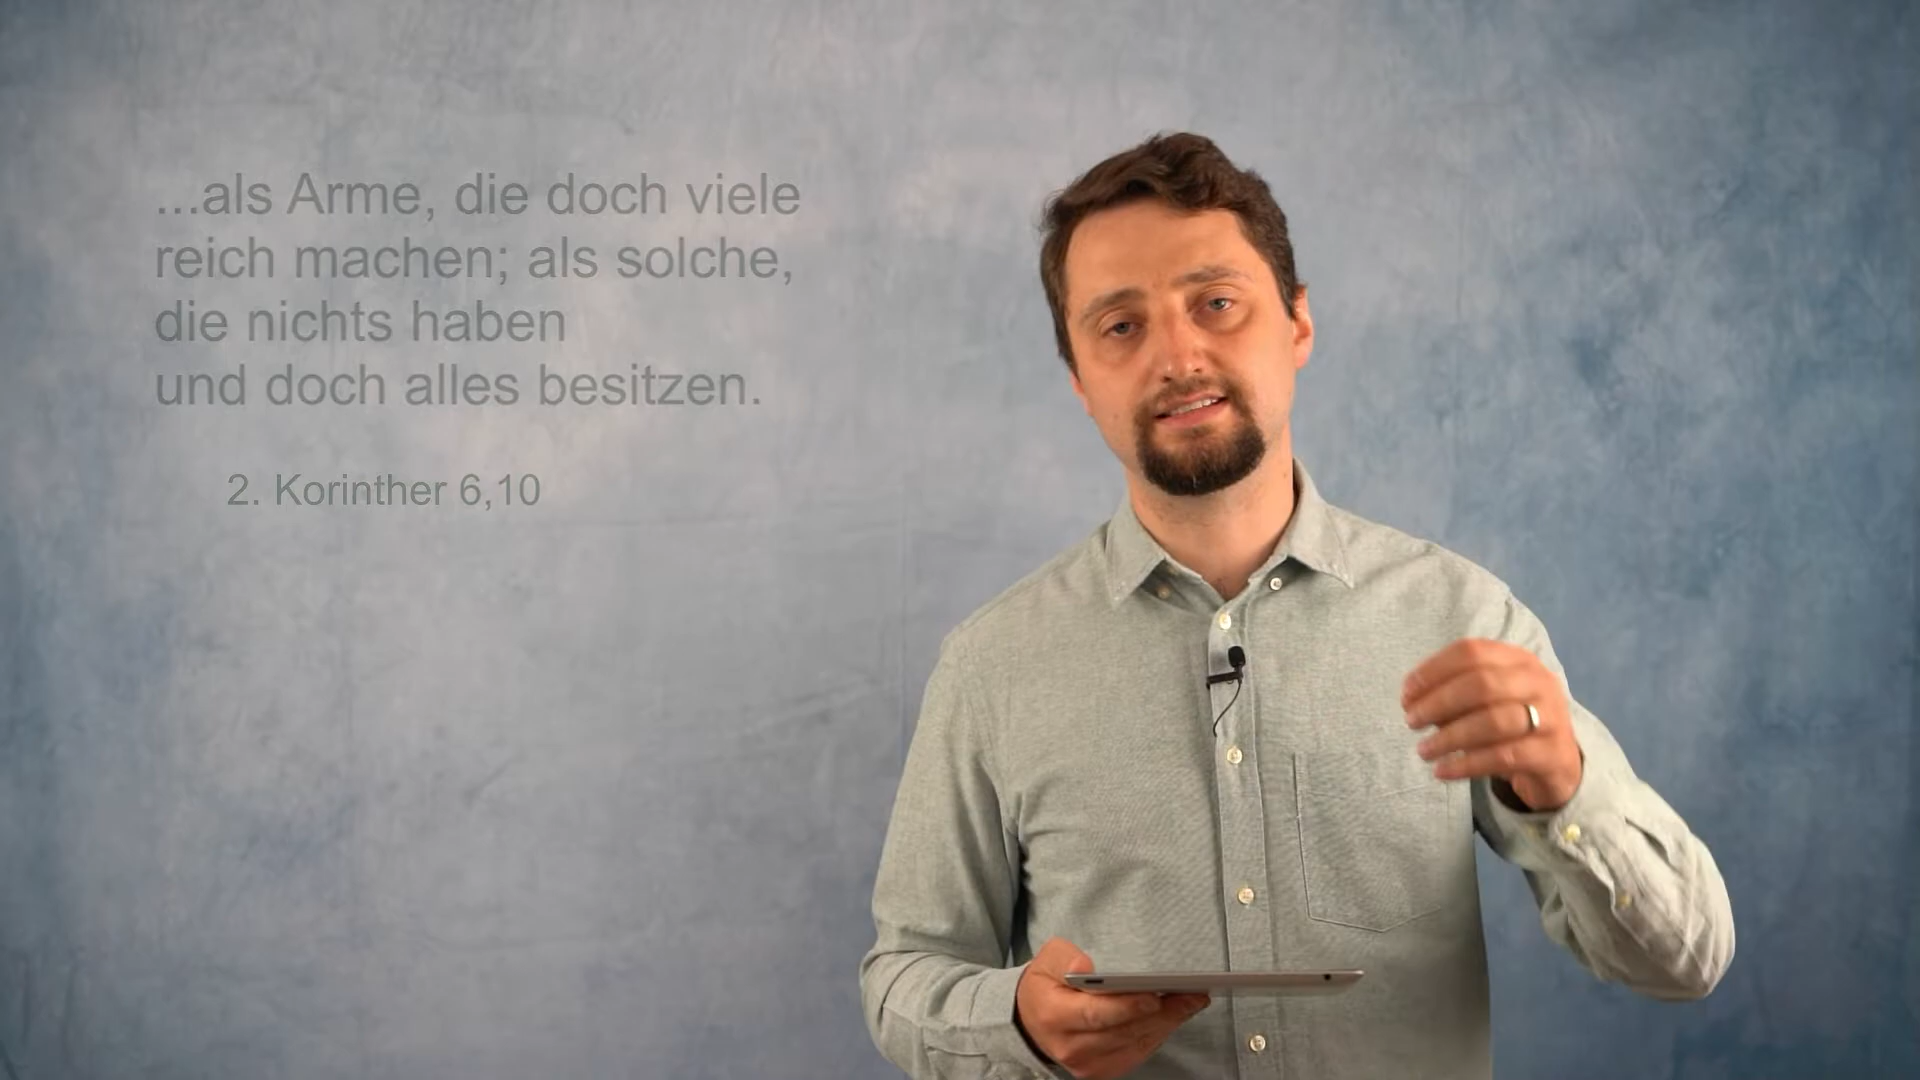 ...als Arme, die doch viele
reich machen; als solche,
die nichts haben
und doch alles besitzen.
2. Korinther 6,10